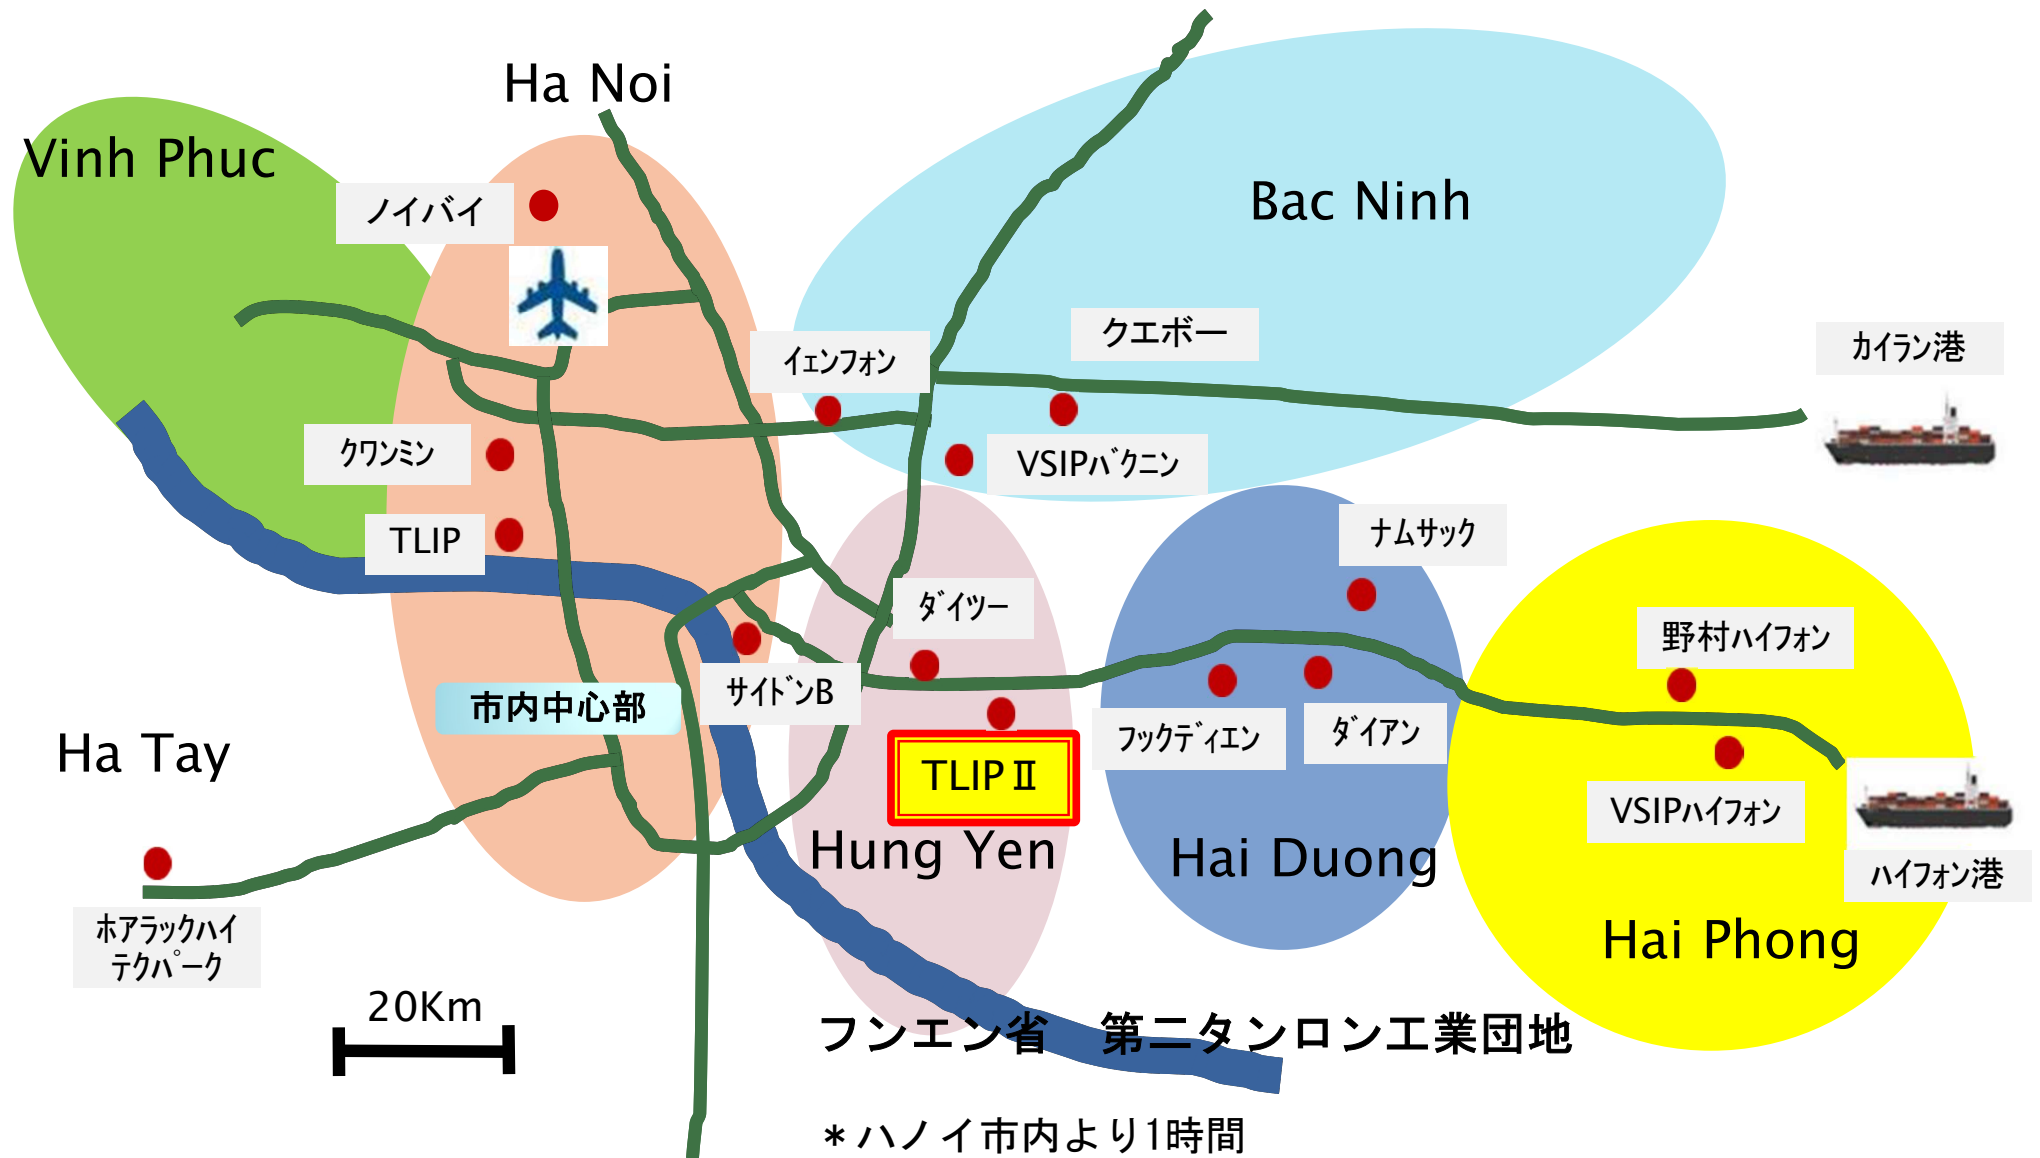 Ha Noi
Vinh Phuc
ノイバイ
Bac Ninh
クエボー
ｲｪﾝﾌｫﾝ
ｶｲﾗﾝ港
ｸﾜﾝﾐﾝ
VSIPﾊﾞｸﾆﾝ
TLIP
ﾅﾑｻｯｸ
ﾀﾞｲﾂｰ
野村ﾊｲﾌｫﾝ
ｻｲﾄﾞﾝB
市内中心部
ﾌｯｸﾃﾞｨｴﾝ
ﾀﾞｲｱﾝ
Ha Tay
TLIPⅡ
VSIPﾊｲﾌｫﾝ
Hung Yen
Hai Duong
ﾊｲﾌｫﾝ港
ﾎｱﾗｯｸﾊｲ
ﾃｸﾊﾟｰｸ
Hai Phong
20Km
フンエン省　第二タンロン工業団地
＊ハノイ市内より1時間